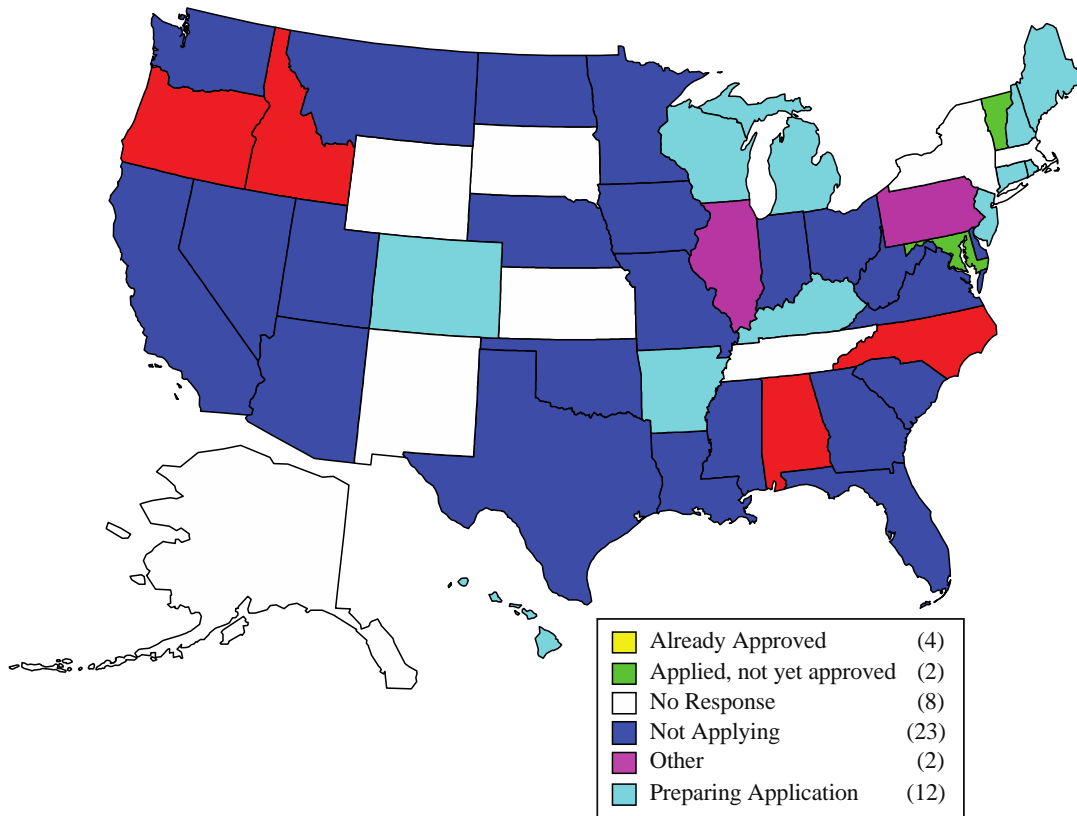 Already Approved (4)
Applied, not yet approved (2)
No Response (8)
Not Applying (23)
Other (2)
Preparing Application (12)